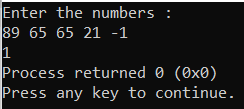 Enter the numbers :
89 65 65 21 -1
1
Process returned 0 (0x0)
Press any key to continue.